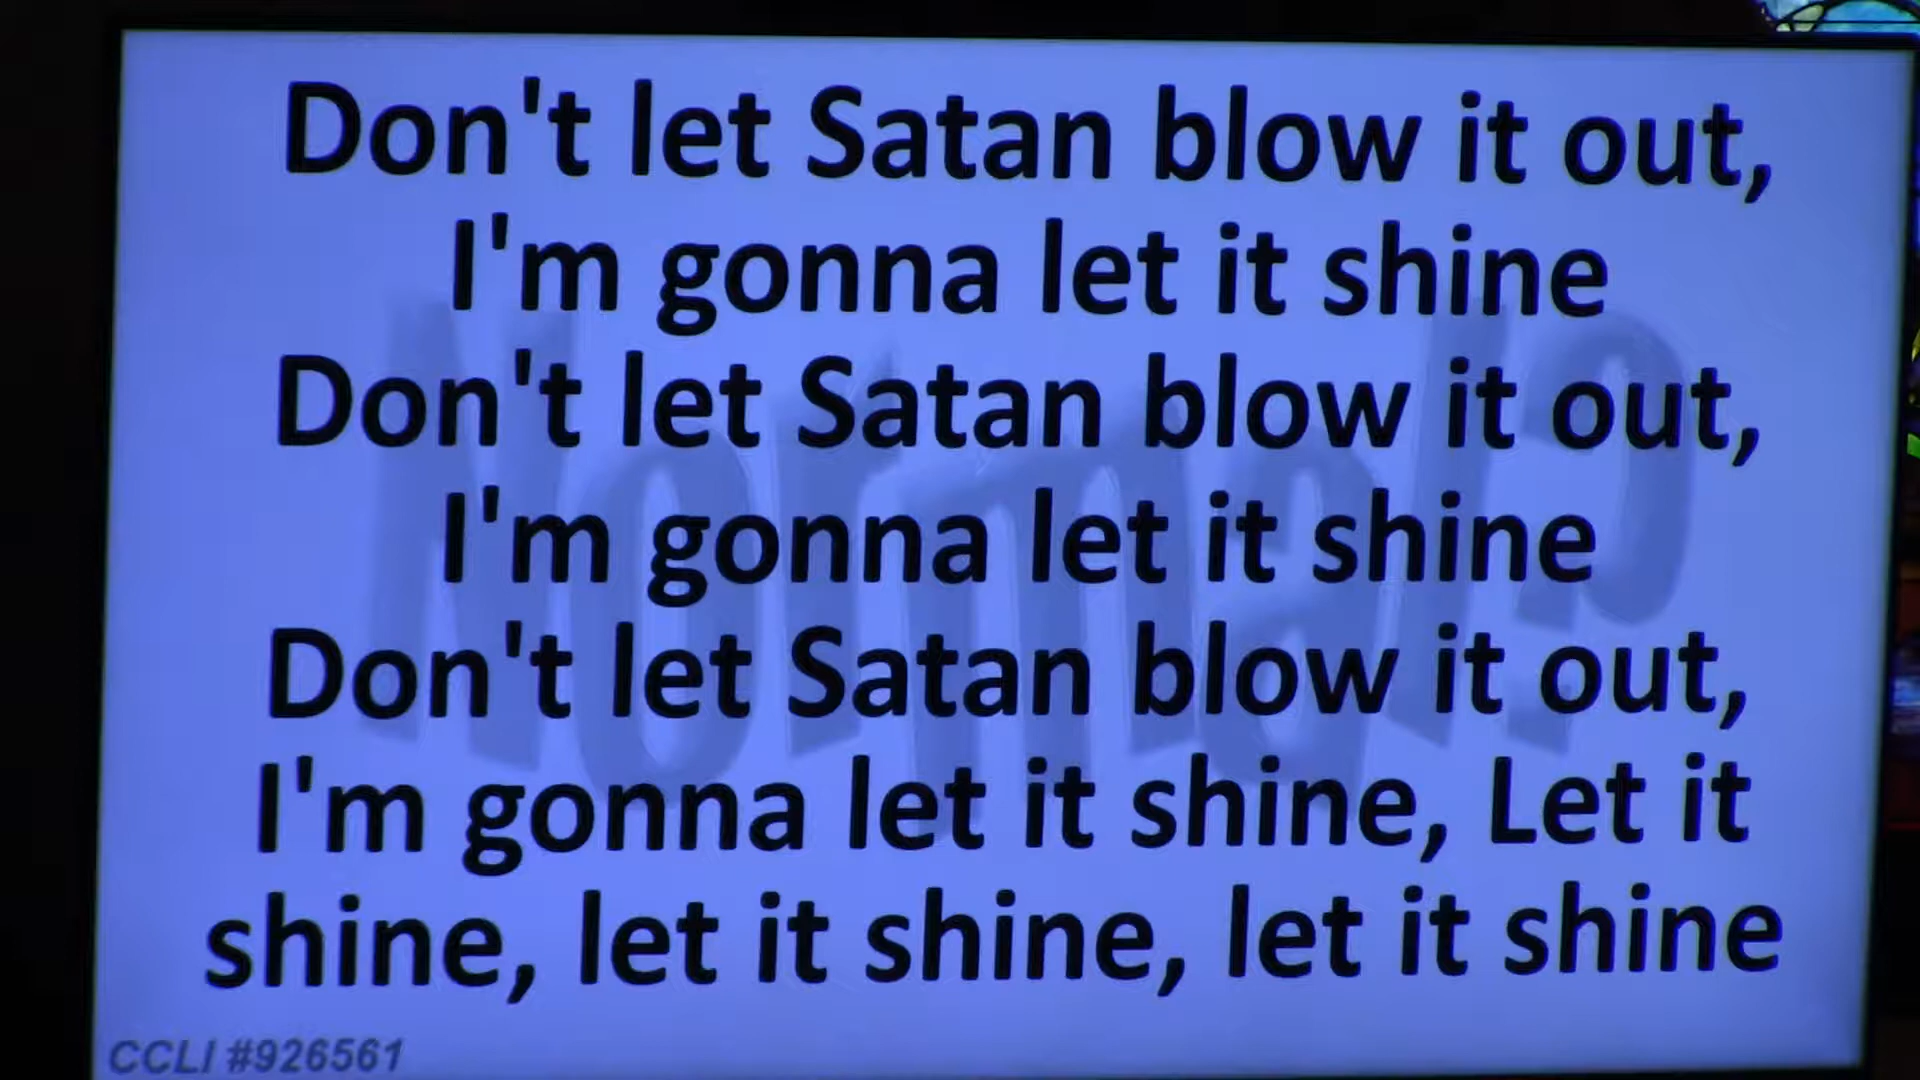 Don't let Satan blow it out,
I'm gonna let it shine
Don't let Satan blow it out,
I'm gonna let it shine
Don't let Satan blow it out,
I'm gonna let it shine, Let it
shine, let it shine, let it shine
Normal?
CCLI #926561